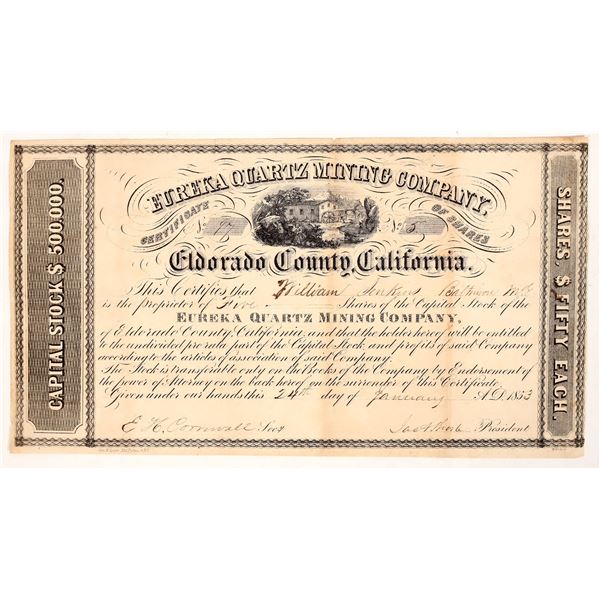 EUREKA QUARTZ MINING COMPANY.
CERTIFICATE OF SHARES
No. 97 No. 5
Eldorado County, California.
CAPITAL STOCK $ 500,000.
SHARES. $ FIFTY EACH.
This Certifies, that William Jenkins Baltimore Md
is the Proprietor of Five Shares of the Capital Stock of the
EUREKA QUARTZ MINING COMPANY,
of Eldorado County, California, and that the holder hereof will be entitled
to the undivided pro rata part of the Capital Stock and profits of said Company
according to the articles of association of said Company.
The Stock is transferable only on the Books of the Company by Endorsement of
the power of Attorney on the back hereof on the surrender of this Certificate.
Given under our hands this 24th day of January A.D. 1853
E. H. Cornwall Secy President